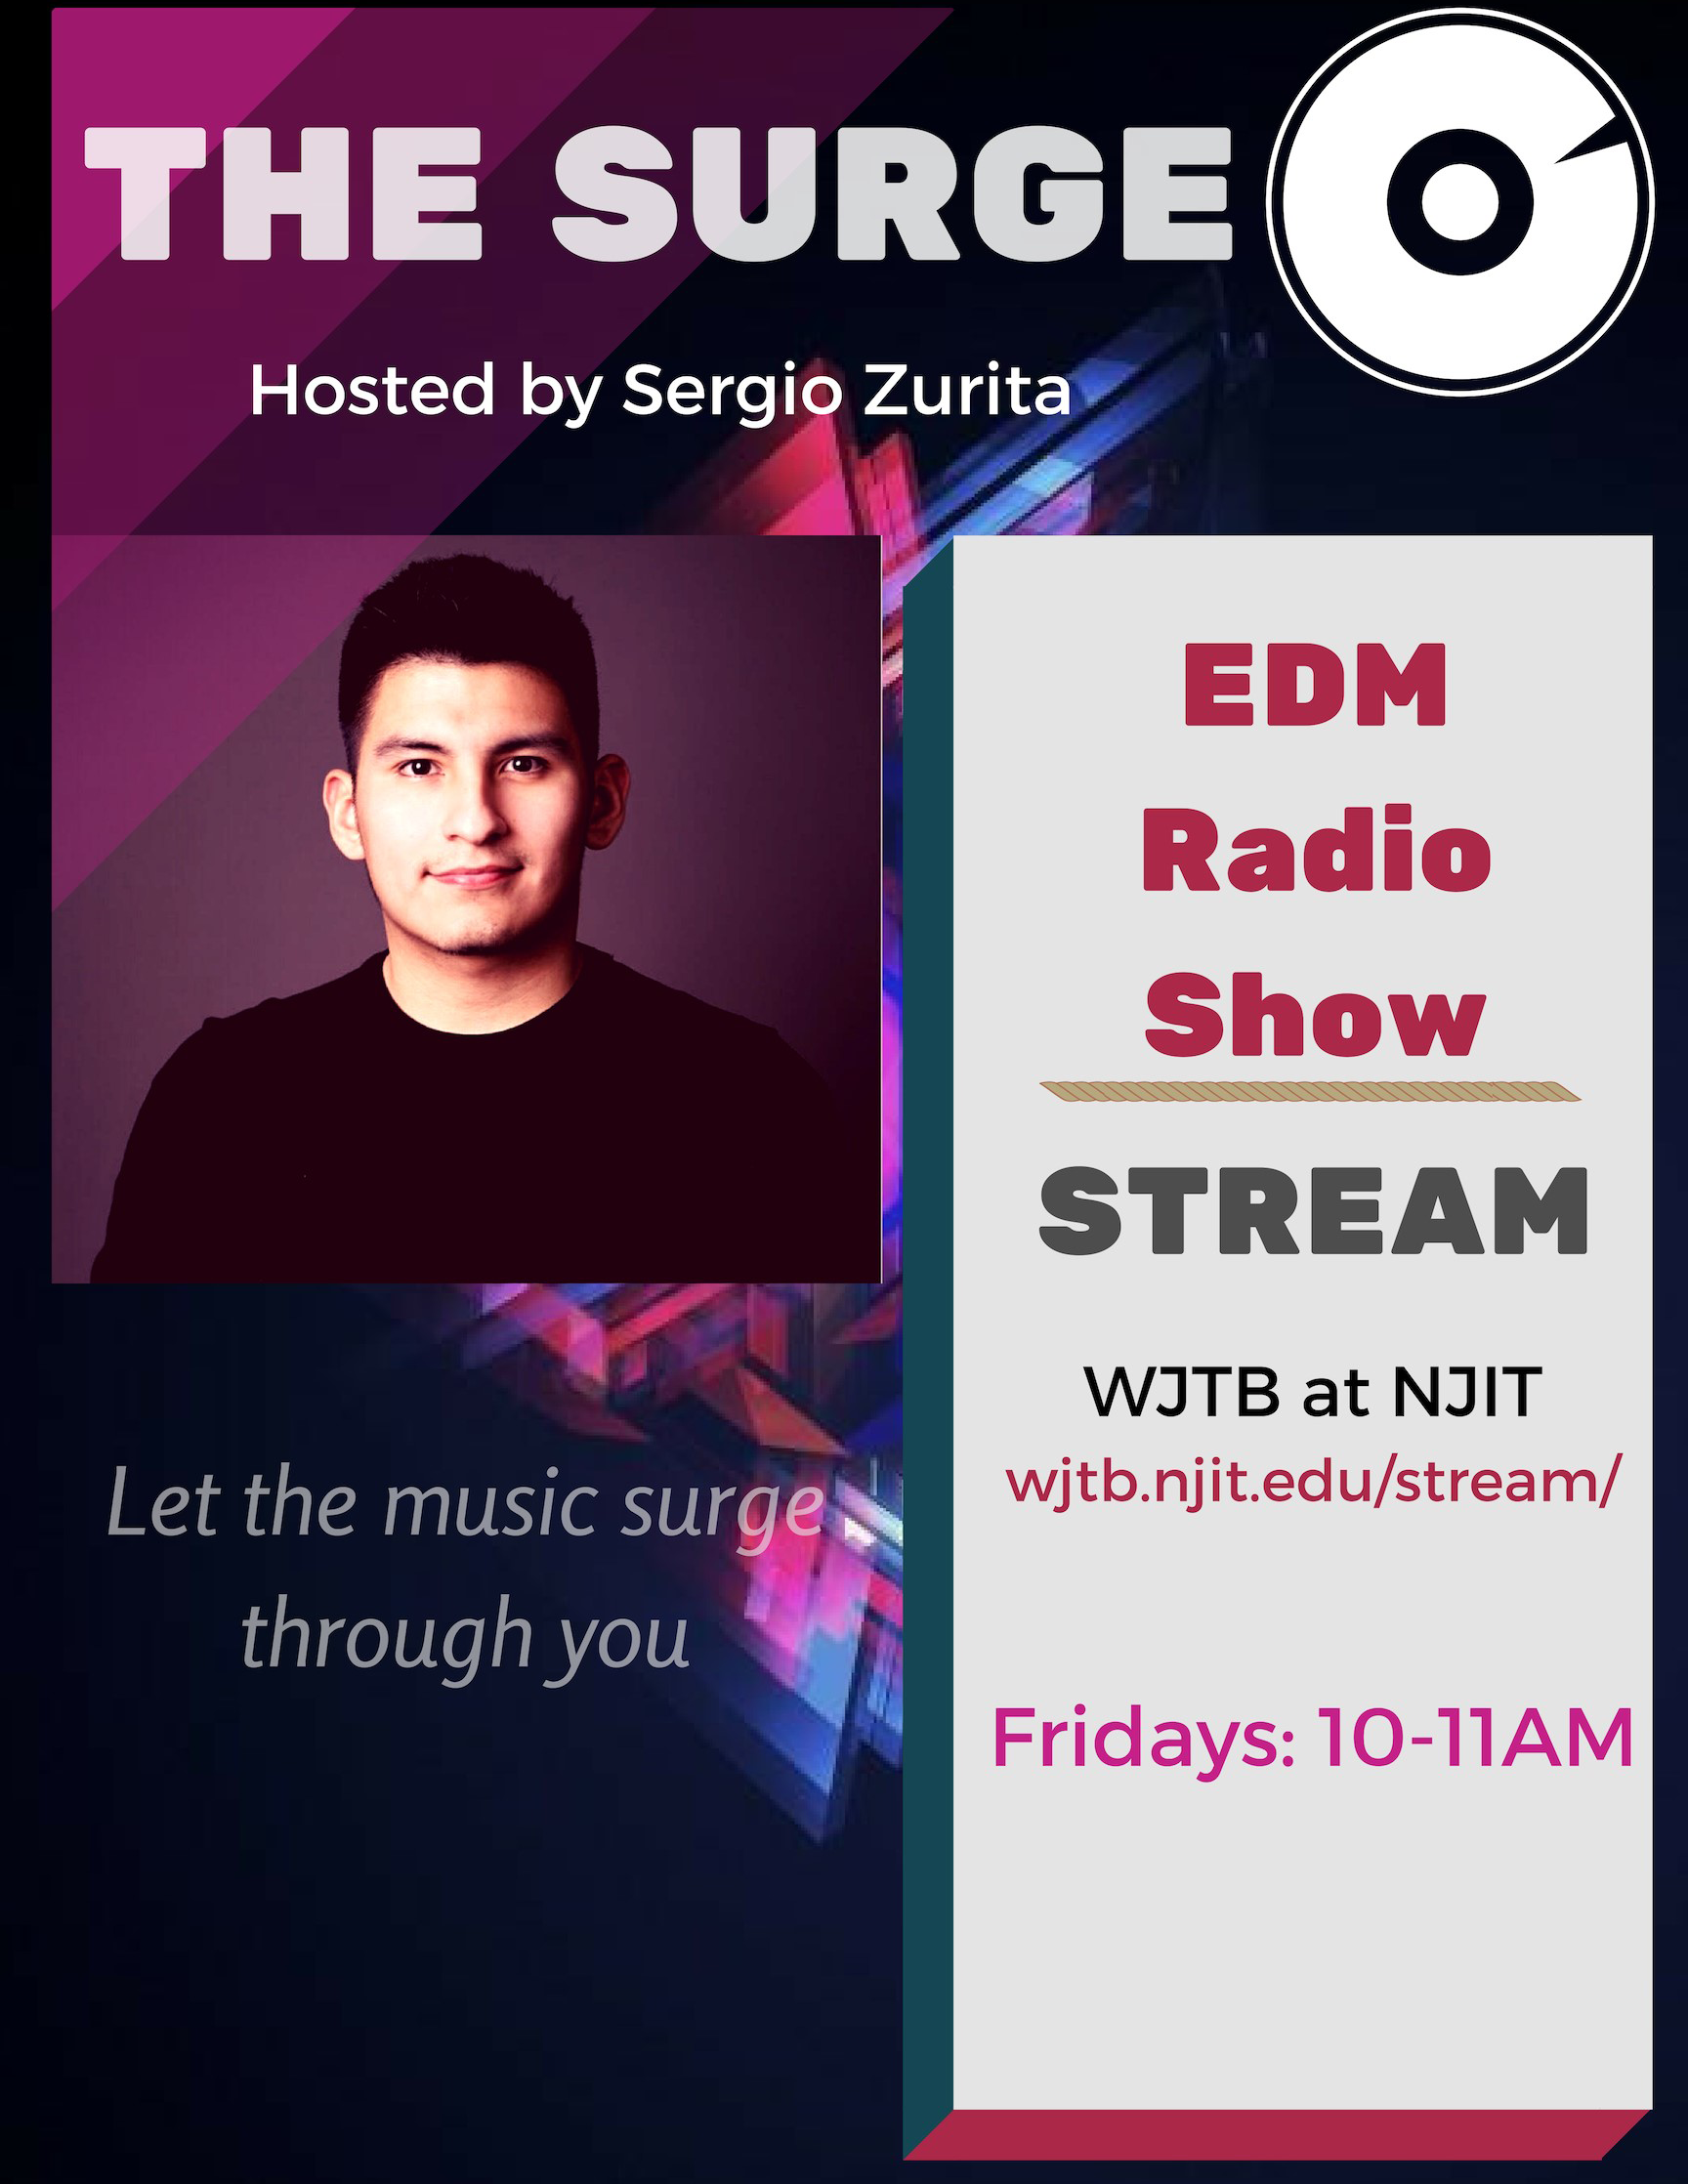 THE SURGE
Hosted by Sergio Zurita
EDM
Radio
Show
STREAM
WJTB at NJIT
wjtb.njit.edu/stream/
Let the music surge
through you
Fridays: 10-11AM